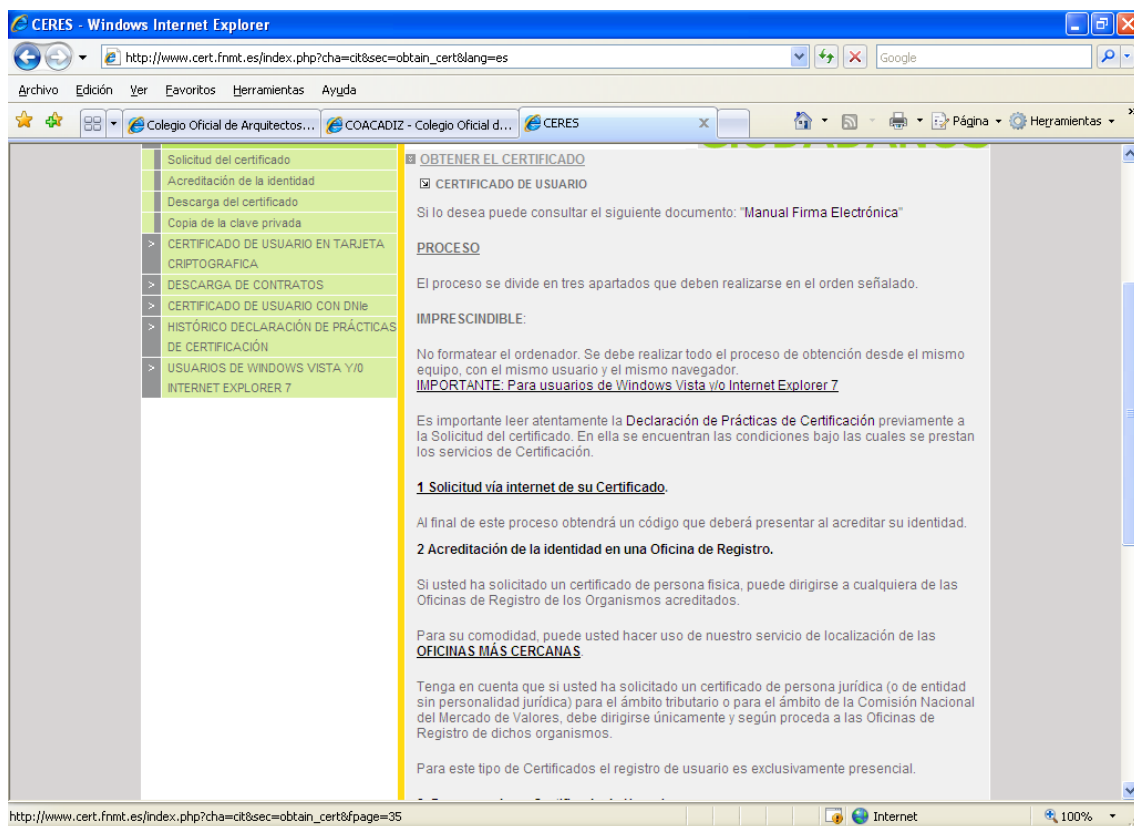 CERES - Windows Internet Explorer
http://www.cert.fnmt.es/index.php?cha=cit&sec=obtain_cert&lang=es
Google
Archivo Edición Ver Favoritos Herramientas Ayuda
Colegio Oficial de Arquitectos...
COACADIZ - Colegio Oficial d...
CERES
Página
Herramientas
Solicitud del certificado
Acreditación de la identidad
Descarga del certificado
Copia de la clave privada
> CERTIFICADO DE USUARIO EN TARJETA
CRIPTOGRAFICA
> DESCARGA DE CONTRATOS
> CERTIFICADO DE USUARIO CON DNIe
> HISTÓRICO DECLARACIÓN DE PRÁCTICAS
DE CERTIFICACIÓN
> USUARIOS DE WINDOWS VISTA Y/0
INTERNET EXPLORER 7
CIUDADANOS
OBTENER EL CERTIFICADO
CERTIFICADO DE USUARIO
Si lo desea puede consultar el siguiente documento: "Manual Firma Electrónica"
PROCESO
El proceso se divide en tres apartados que deben realizarse en el orden señalado.
IMPRESCINDIBLE:
No formatear el ordenador. Se debe realizar todo el proceso de obtención desde el mismo
equipo, con el mismo usuario y el mismo navegador.
IMPORTANTE: Para usuarios de Windows Vista y/o Internet Explorer 7
Es importante leer atentamente la Declaración de Prácticas de Certificación previamente a
la Solicitud del certificado. En ella se encuentran las condiciones bajo las cuales se prestan
los servicios de Certificación.
1 Solicitud vía internet de su Certificado.
Al final de este proceso obtendrá un código que deberá presentar al acreditar su identidad.
2 Acreditación de la identidad en una Oficina de Registro.
Si usted ha solicitado un certificado de persona fisica, puede dirigirse a cualquiera de las
Oficinas de Registro de los Organismos acreditados.
Para su comodidad, puede usted hacer uso de nuestro servicio de localización de las
OFICINAS MÁS CERCANAS.
Tenga en cuenta que si usted ha solicitado un certificado de persona jurídica (o de entidad
sin personalidad jurídica) para el ámbito tributario o para el ámbito de la Comisión Nacional
del Mercado de Valores, debe dirigirse únicamente y según proceda a las Oficinas de
Registro de dichos organismos.
Para este tipo de Certificados el registro de usuario es exclusivamente presencial.
http://www.cert.fnmt.es/index.php?cha=cit&sec=obtain_cert&fpage=35
Internet
100%